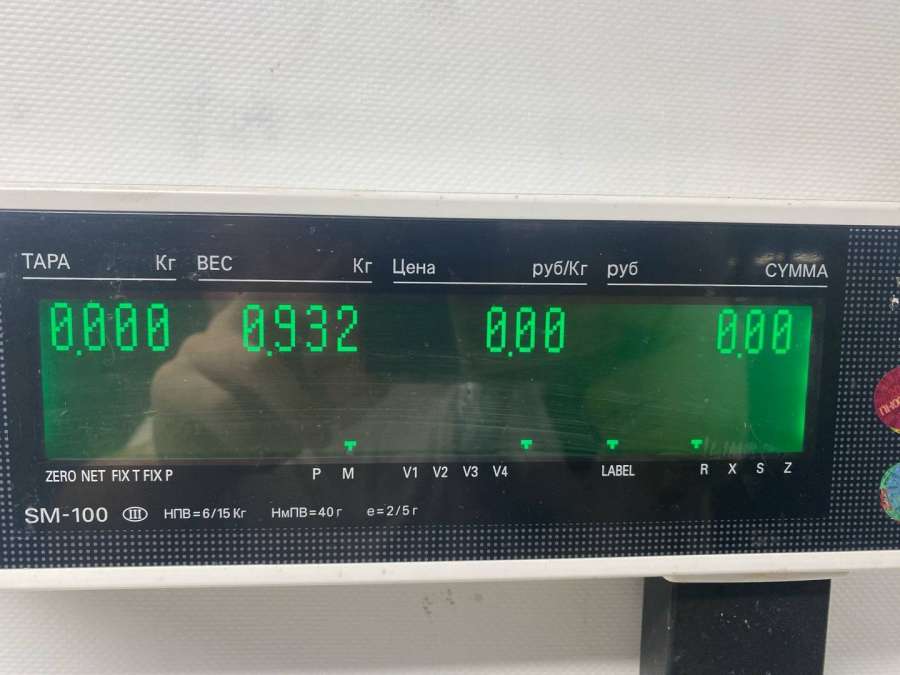 ТАРА Кг ВЕС Кг Цена руб/Кг руб СУММА
0.000 0.932 0.00 0.00
ZERO NET FIX T FIX P P M V1 V2 V3 V4 LABEL R X S Z
SM-100 III НПВ=6/15 Кг НмПВ=40 г e=2/5 г